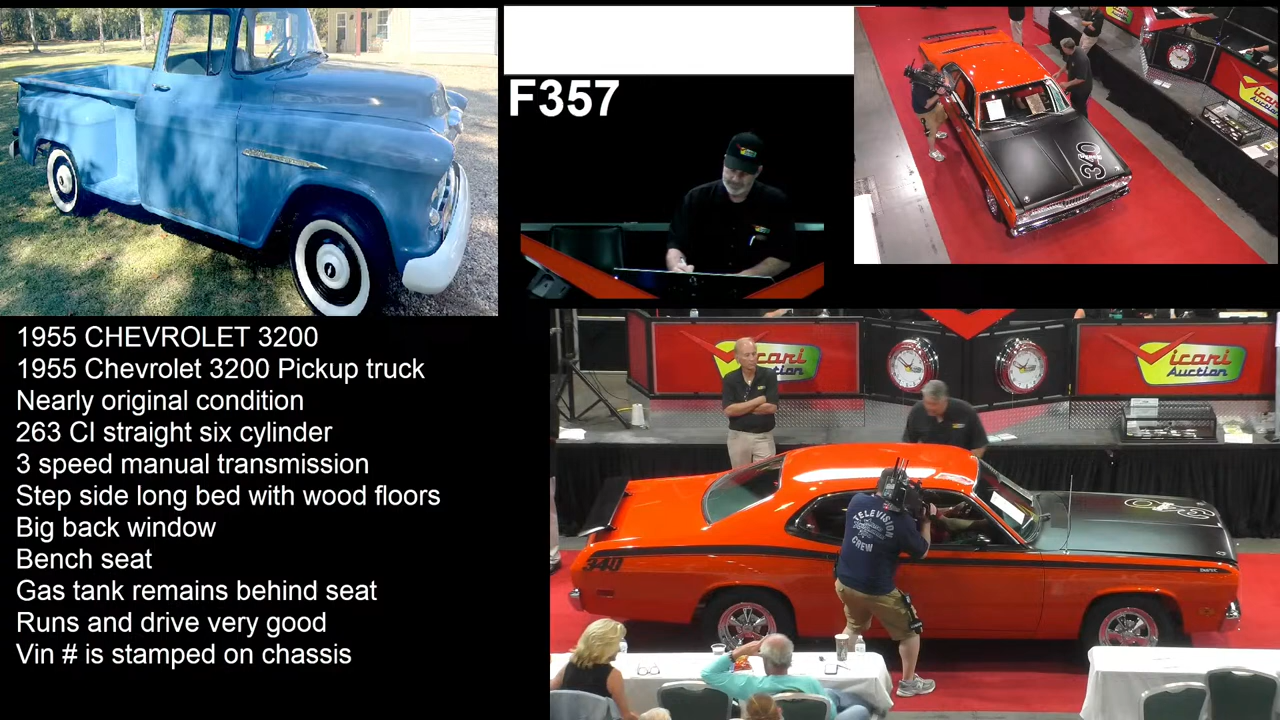 F357
1955 CHEVROLET 3200
1955 Chevrolet 3200 Pickup truck
Nearly original condition
263 CI straight six cylinder
3 speed manual transmission
Step side long bed with wood floors
Big back window
Bench seat
Gas tank remains behind seat
Runs and drive very good
Vin # is stamped on chassis
340
Vicari
Auction
Vicari
Auction
340
340
TELEVISION
CREW